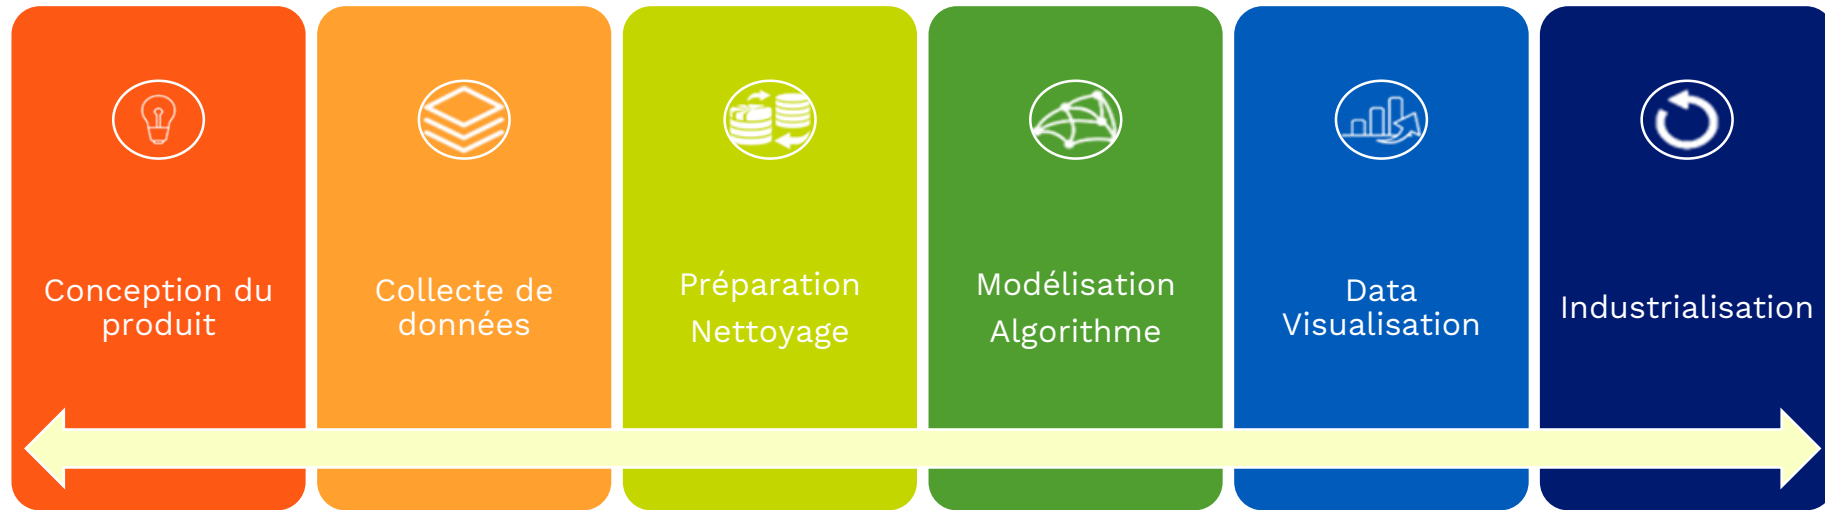 Conception du
produit
Collecte de
données
Préparation
Nettoyage
Modélisation
Algorithme
Data
Visualisation
Industrialisation